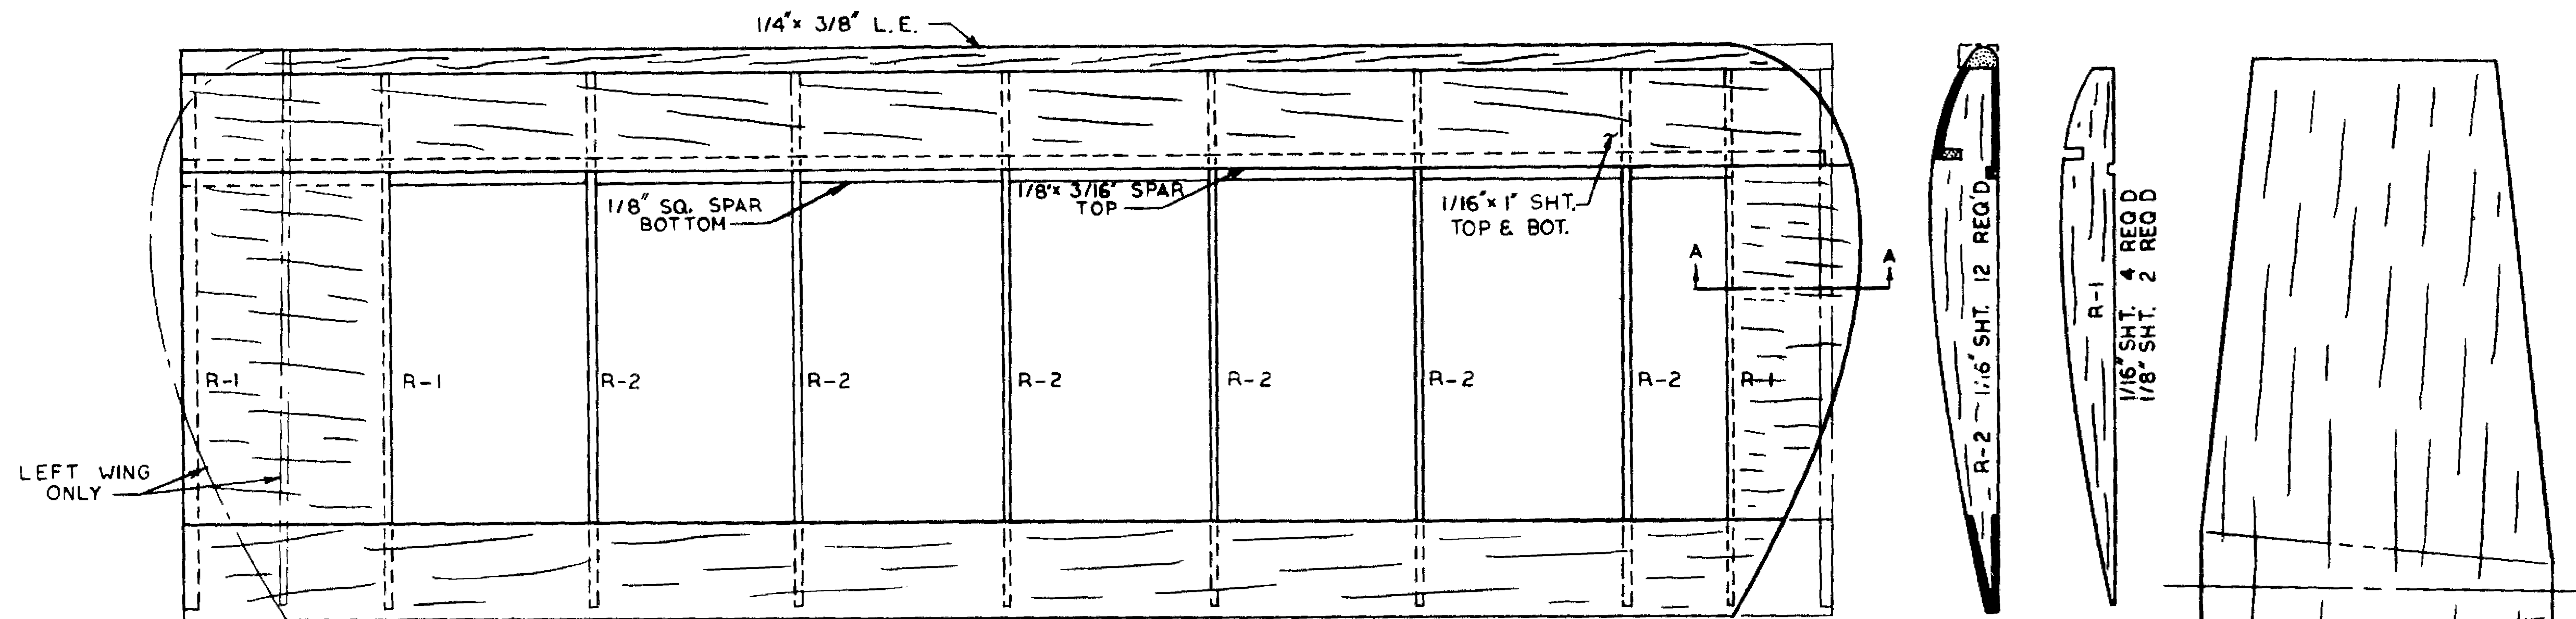 1/4"× 3/8" L.E.
1/8" SQ. SPAR
BOTTOM
1/8"× 3/16" SPAR
TOP
1/16"× 1" SHT.
TOP & BOT.
A
A
R-1
R-1
R-2
R-2
R-2
R-2
R-2
R-2
R-1
LEFT WING
ONLY
R-2 - 1/16" SHT. 12 REQ'D
R-1
1/16" SHT. 4 REQ D
1/8" SHT. 2 REQ D